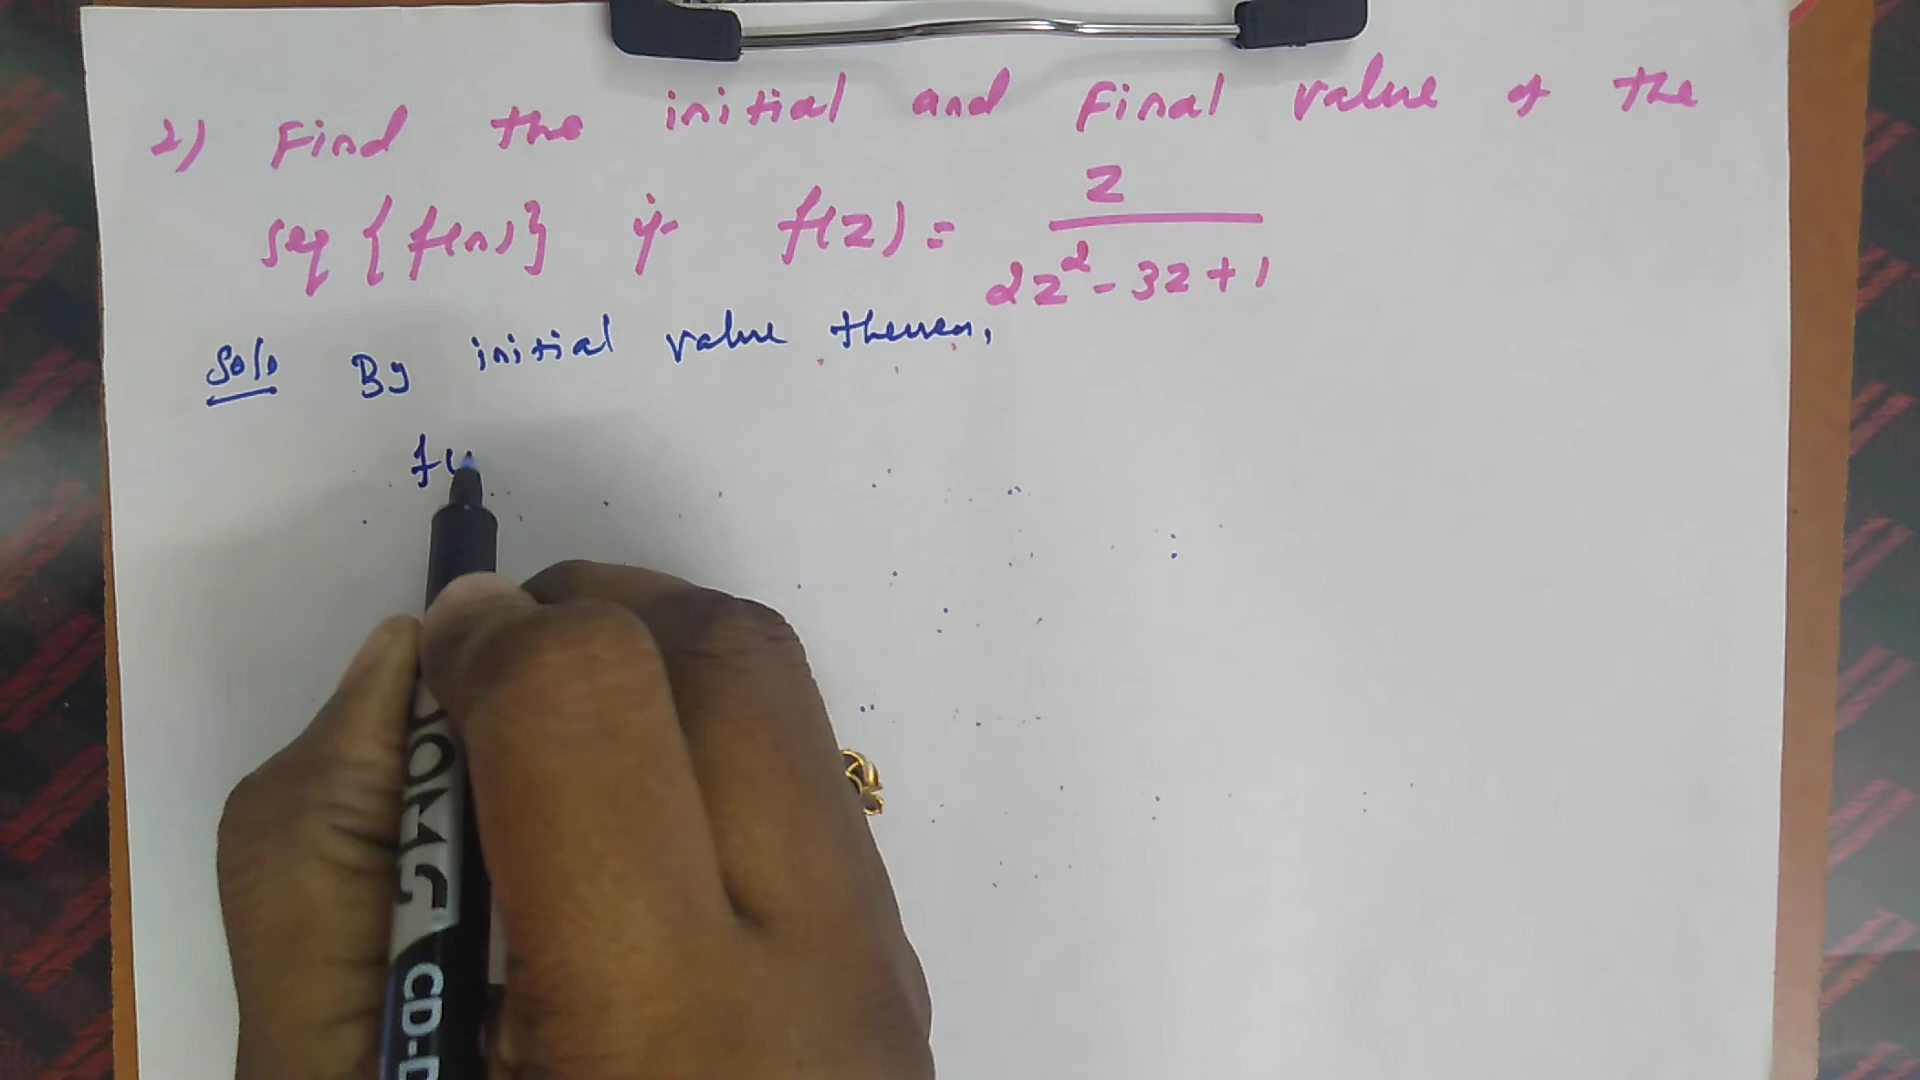 2) Find the initial and Final value of the
seq {f(n)} if f(z) = z / 2z² - 3z + 1
Soln By initial value theorem,
f(
CD-